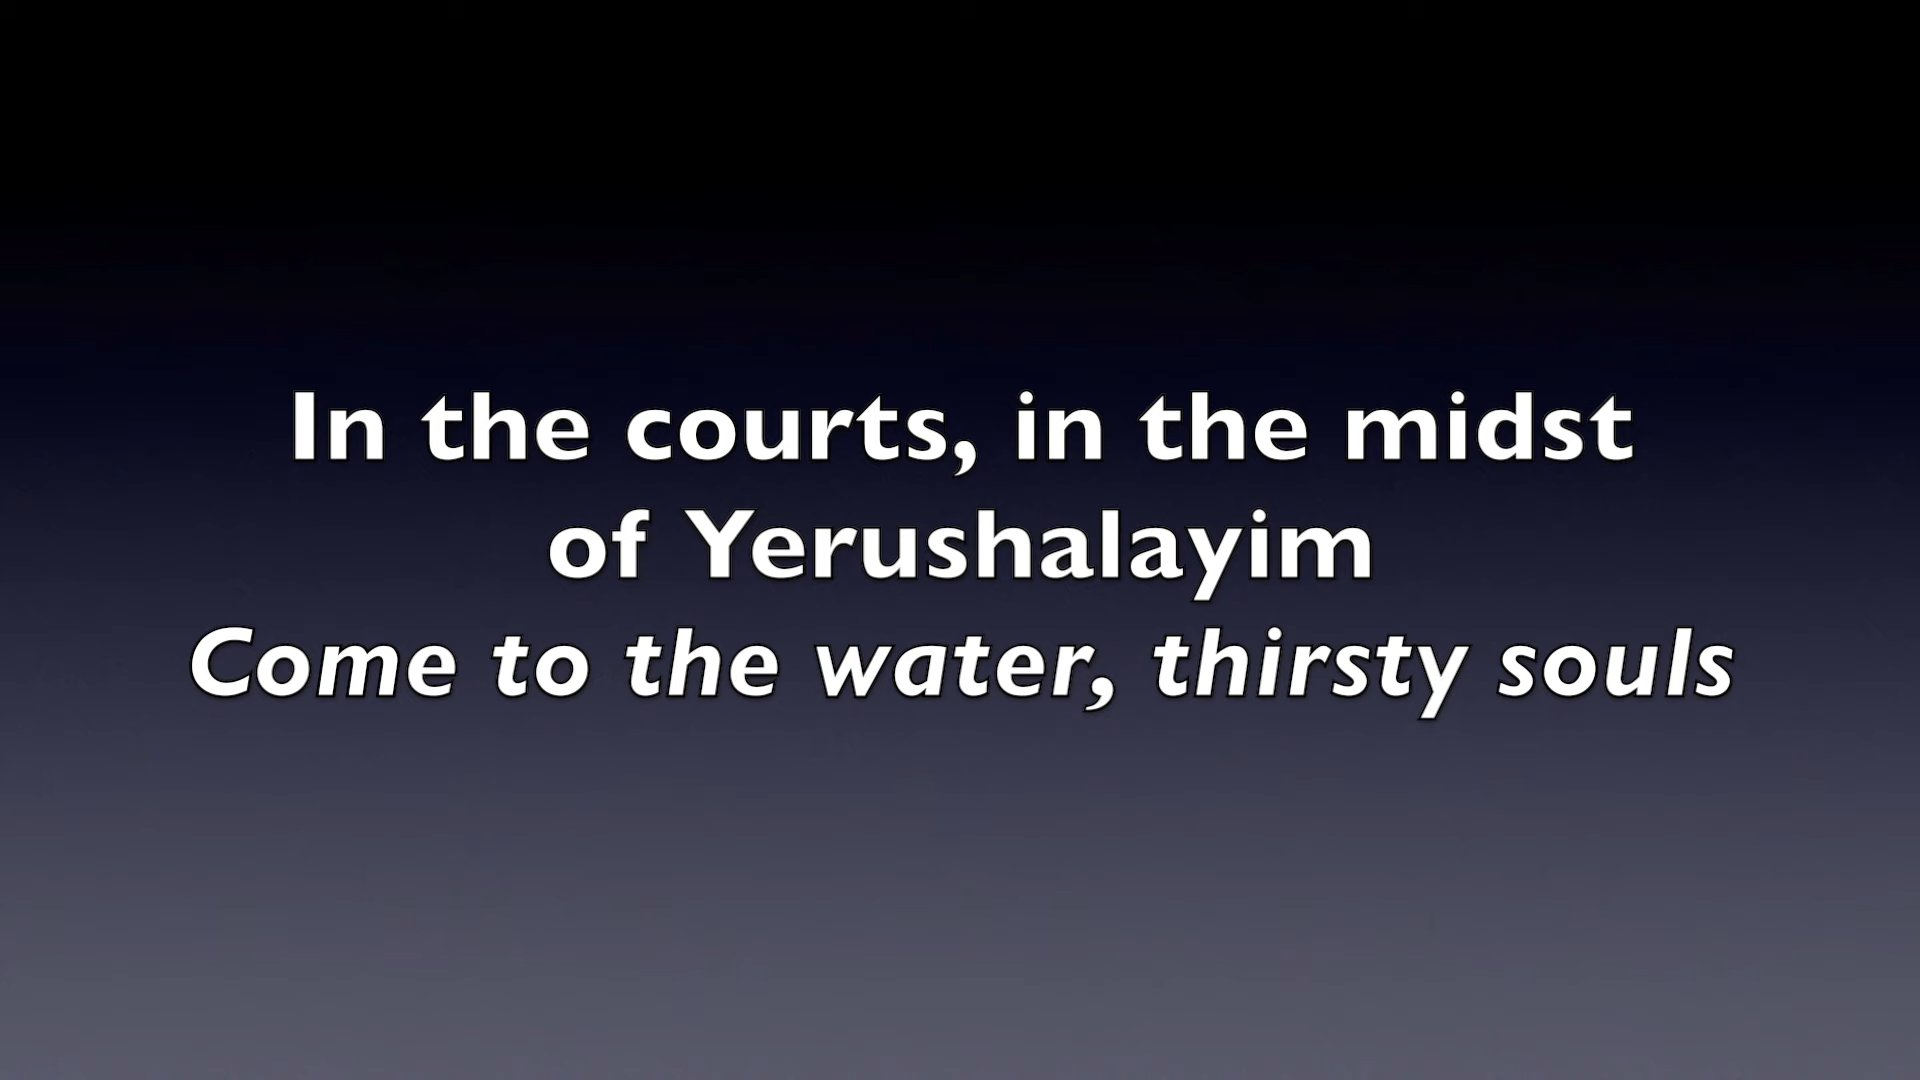 In the courts, in the midst
of Yerushalayim
Come to the water, thirsty souls